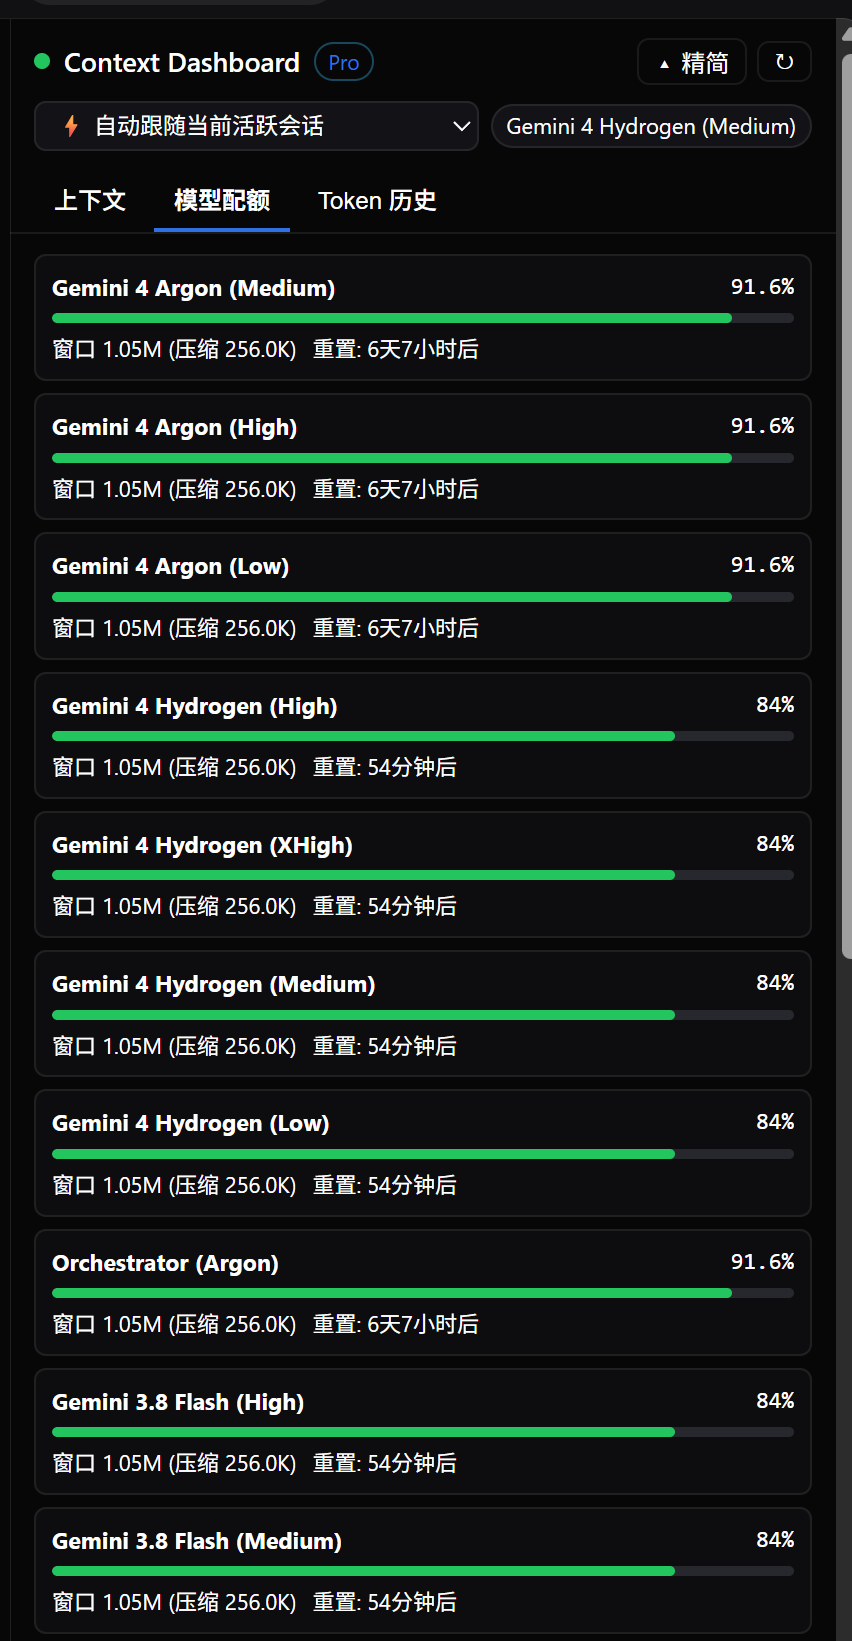 Context Dashboard Pro ▲ 精简 ↻
自动跟随当前活跃会话 Gemini 4 Hydrogen (Medium)
上下文 模型配额 Token 历史
Gemini 4 Argon (Medium) 91.6%
窗口 1.05M (压缩 256.0K) 重置: 6天7小时后
Gemini 4 Argon (High) 91.6%
窗口 1.05M (压缩 256.0K) 重置: 6天7小时后
Gemini 4 Argon (Low) 91.6%
窗口 1.05M (压缩 256.0K) 重置: 6天7小时后
Gemini 4 Hydrogen (High) 84%
窗口 1.05M (压缩 256.0K) 重置: 54分钟后
Gemini 4 Hydrogen (XHigh) 84%
窗口 1.05M (压缩 256.0K) 重置: 54分钟后
Gemini 4 Hydrogen (Medium) 84%
窗口 1.05M (压缩 256.0K) 重置: 54分钟后
Gemini 4 Hydrogen (Low) 84%
窗口 1.05M (压缩 256.0K) 重置: 54分钟后
Orchestrator (Argon) 91.6%
窗口 1.05M (压缩 256.0K) 重置: 6天7小时后
Gemini 3.8 Flash (High) 84%
窗口 1.05M (压缩 256.0K) 重置: 54分钟后
Gemini 3.8 Flash (Medium) 84%
窗口 1.05M (压缩 256.0K) 重置: 54分钟后